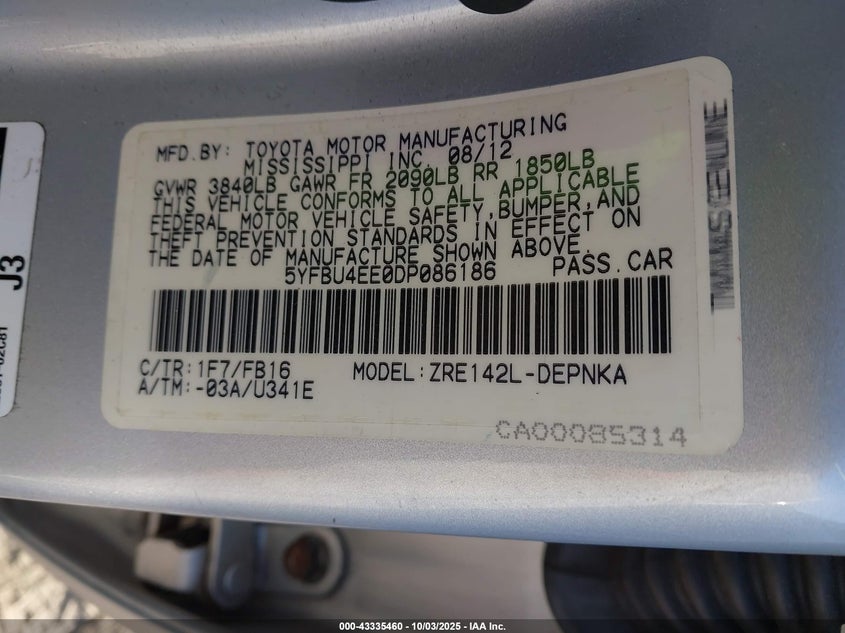 MFD.BY: TOYOTA MOTOR MANUFACTURING
MISSISSIPPI INC. 08/12
GVWR 3840LB GAWR FR 2090LB RR 1850LB
THIS VEHICLE CONFORMS TO ALL APPLICABLE
FEDERAL MOTOR VEHICLE SAFETY,BUMPER,AND
THEFT PREVENTION STANDARDS IN EFFECT ON
THE DATE OF MANUFACTURE SHOWN ABOVE.
5YFBU4EE0DP086186 PASS.CAR
C/TR:1F7/FB16 MODEL:ZRE142L-DEPNKA
A/TM:-03A/U341E
CA00085314
J3
000-43335460 - 10/03/2025 - IAA Inc.